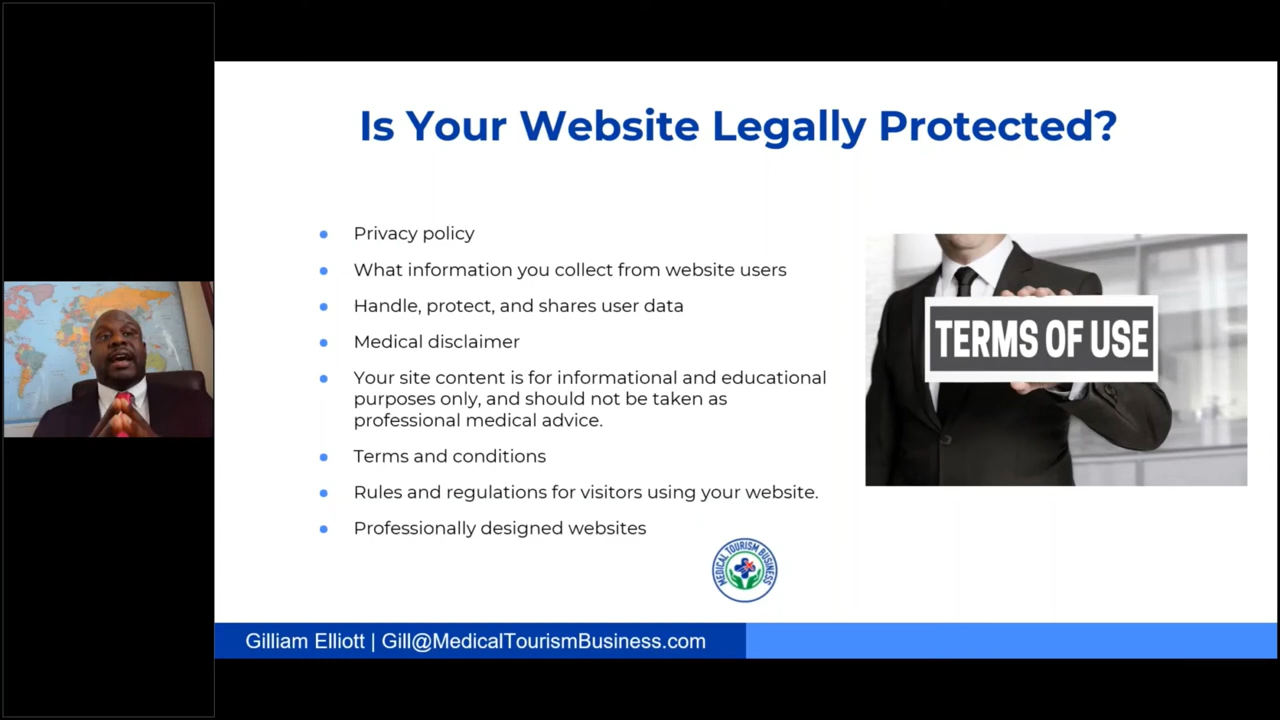 Is Your Website Legally Protected?
Privacy policy
What information you collect from website users
Handle, protect, and shares user data
Medical disclaimer
Your site content is for informational and educational
purposes only, and should not be taken as
professional medical advice.
Terms and conditions
Rules and regulations for visitors using your website.
Professionally designed websites
TERMS OF USE
MEDICAL TOURISM BUSINESS
Gilliam Elliott | Gill@MedicalTourismBusiness.com